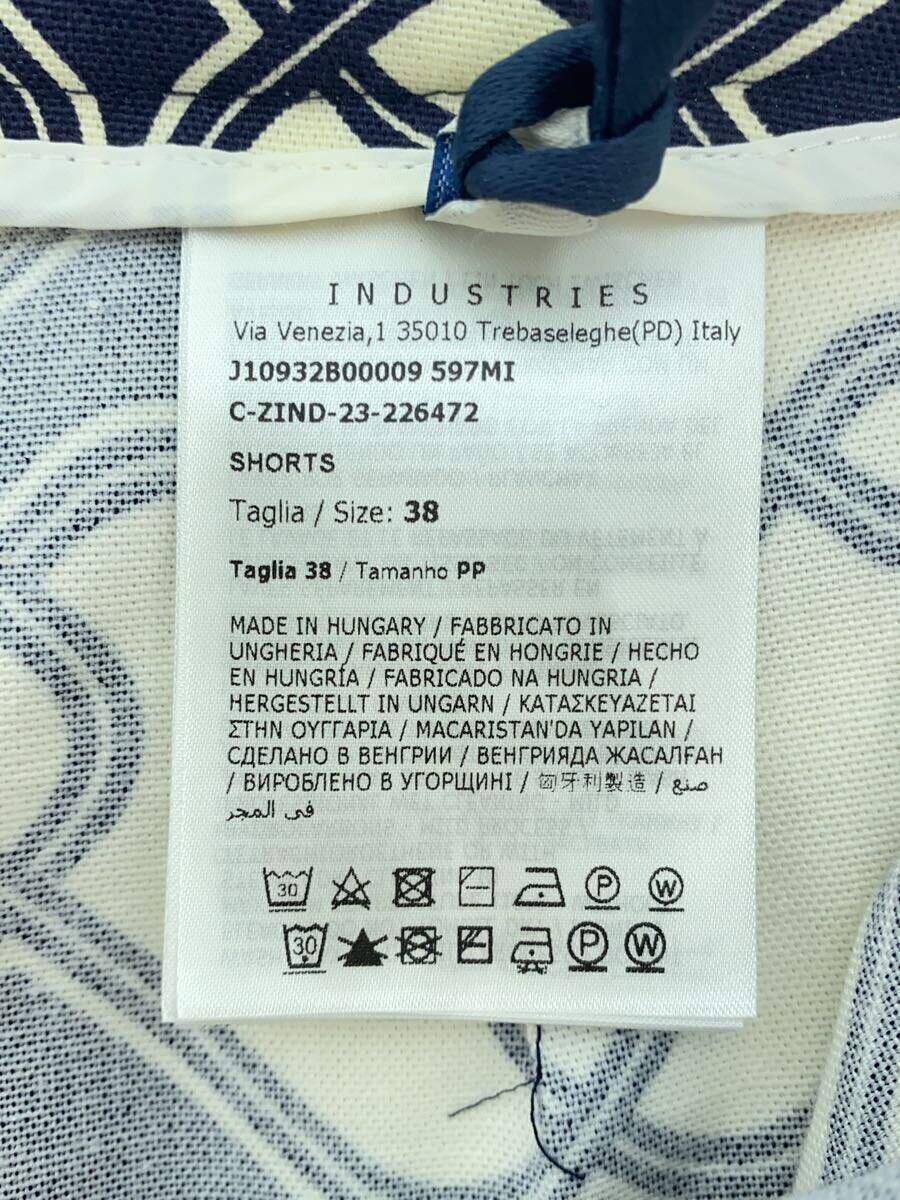 INDUSTRIES
Via Venezia,1 35010 Trebaseleghe(PD) Italy
J10932B00009 597MI
C-ZIND-23-226472
SHORTS
Taglia / Size: 38
Taglia 38 / Tamanho PP
MADE IN HUNGARY / FABBRICATO IN
UNGHERIA / FABRIQUÉ EN HONGRIE / HECHO
EN HUNGRÍA / FABRICADO NA HUNGRIA /
HERGESTELLT IN UNGARN / ΚΑΤΑΣΚΕΥΑΖΕΤΑΙ
ΣΤΗΝ ΟΥΓΓΑΡΙΑ / MACARISTAN'DA YAPILAN /
СДЕЛАНО В ВЕНГРИИ / ВЕНГРИЯДА ЖАСАЛҒАН
/ ВИРОБЛЕНО В УГОРЩИНІ / 匈牙利製造 / صنع
في المجر
30 P W
30 P W